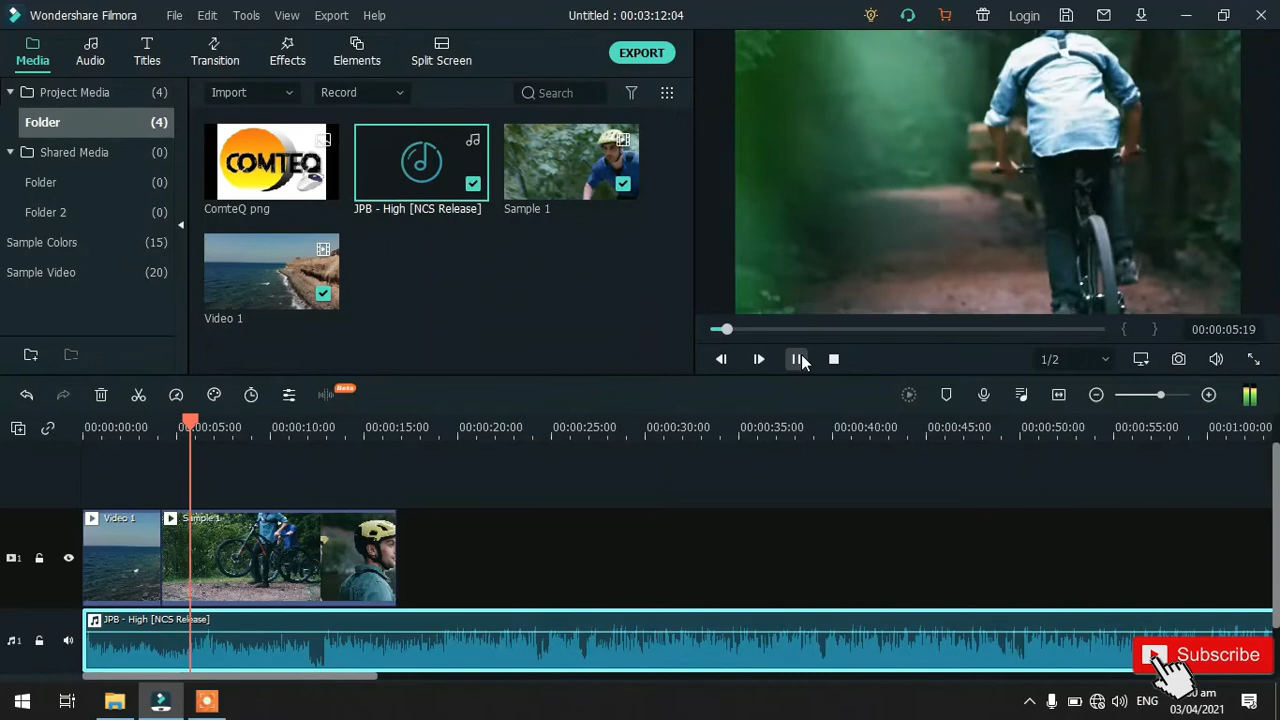 Wondershare Filmora
File
Edit
Tools
View
Export
Help
Untitled : 00:03:12:04
Login
Media
Audio
Titles
Transition
Effects
Elements
Split Screen
EXPORT
Project Media (4)
Folder (4)
Shared Media (0)
Folder (0)
Folder 2 (0)
Sample Colors (15)
Sample Video (20)
Import
Record
Search
COMTEQ
ComteQ png
JPB - High [NCS Release]
Sample 1
Video 1
00:00:05:19
1/2
Beta
00:00:00:00
00:00:05:00
00:00:10:00
00:00:15:00
00:00:20:00
00:00:25:00
00:00:30:00
00:00:35:00
00:00:40:00
00:00:45:00
00:00:50:00
00:00:55:00
00:01:00:00
Video 1
Sample 1
1
JPB - High [NCS Release]
1
Subscribe
ENG
03/04/2021